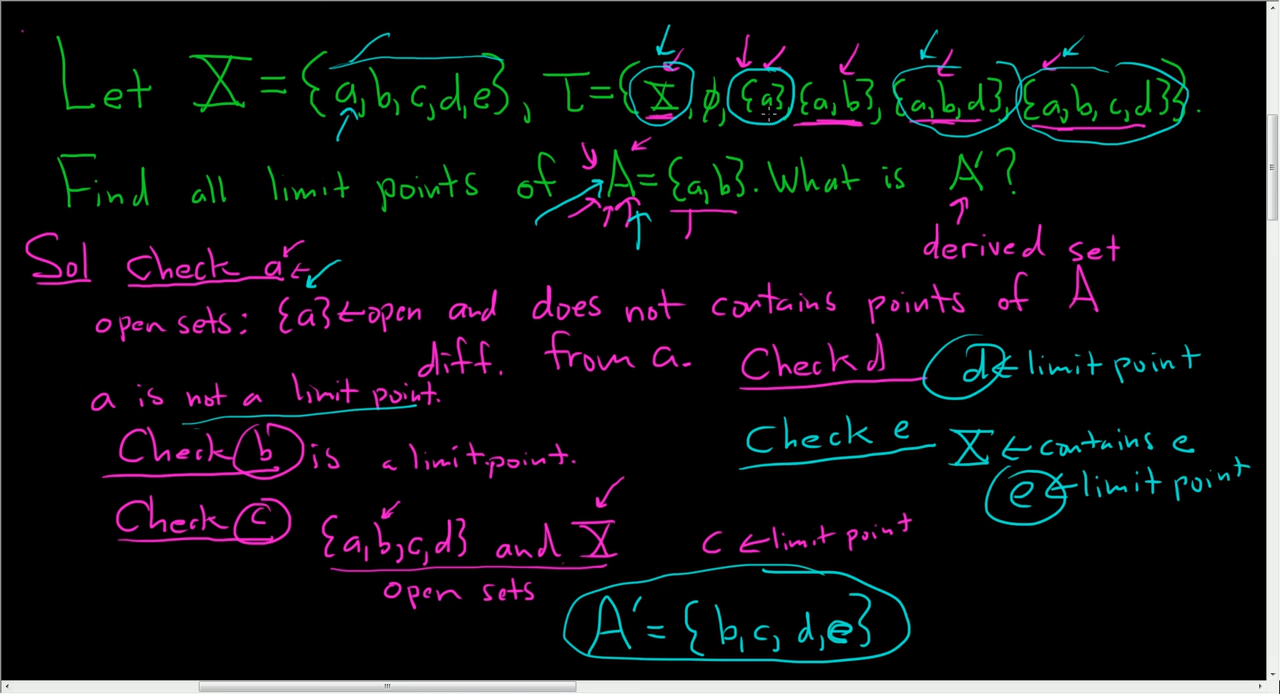 Let X = {a, b, c, d, e}, τ = {X, φ, {a}, {a, b}, {a, b, d}, {a, b, c, d}}.
Find all limit points of A = {a, b}. What is A'?
derived set
Sol Check a
open sets: {a} ← open and does not contains points of A
diff. from a.
a is not a limit point.
Check b is a limit point.
Check c {a, b, c, d} and X
open sets
c ← limit point
Check d d ← limit point
Check e X ← contains e
e ← limit point
A' = {b, c, d, e}